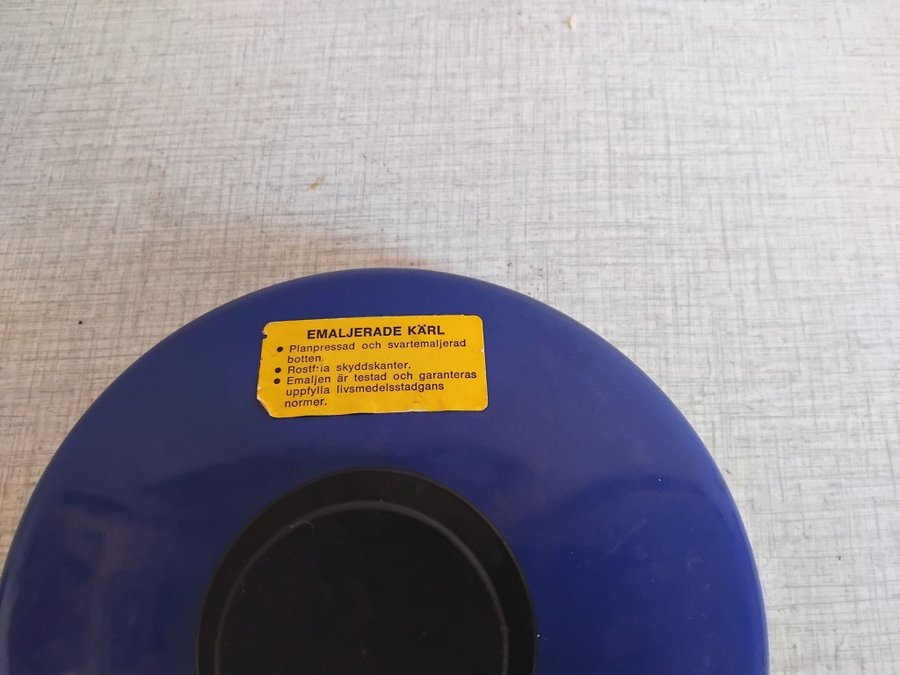 EMALJERADE KÄRL
• Planpressad och svartemaljerad
botten.
• Rostfria skyddskanter.
• Emaljen är testad och garanteras
uppfylla livsmedelsstadgans
normer.